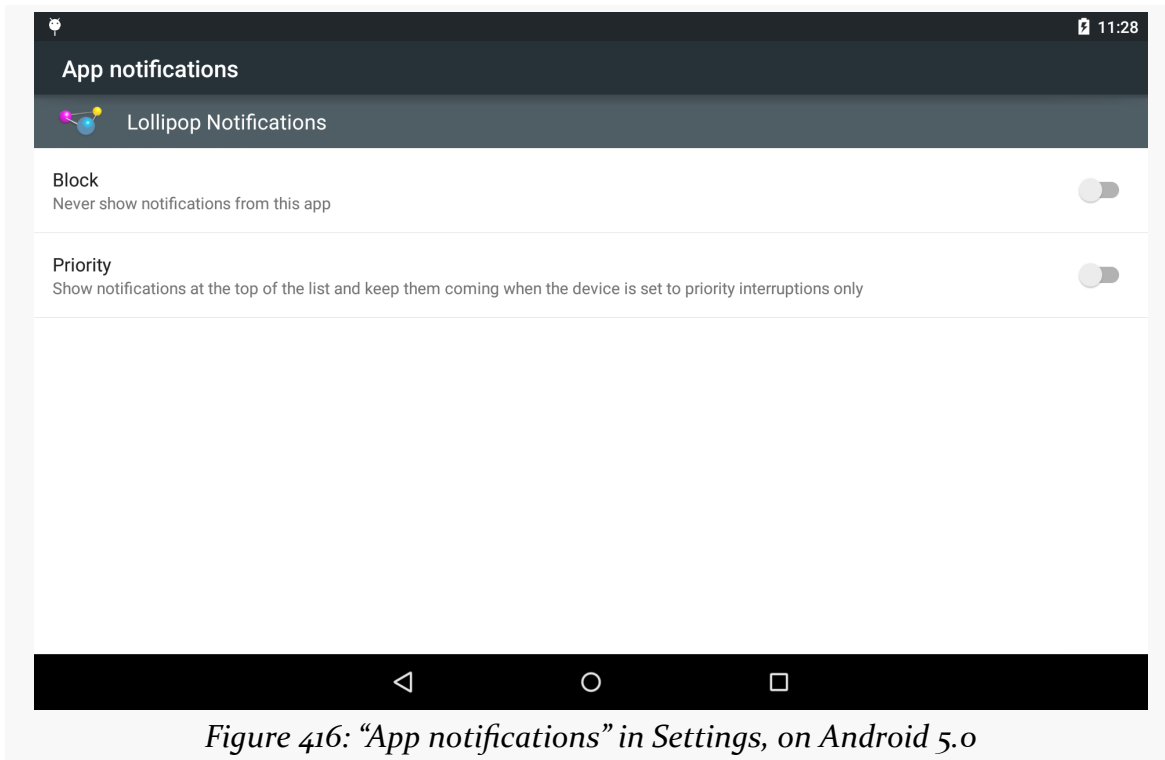 11:28
App notifications
Lollipop Notifications
Block
Never show notifications from this app
Priority
Show notifications at the top of the list and keep them coming when the device is set to priority interruptions only
Figure 416: “App notifications” in Settings, on Android 5.0